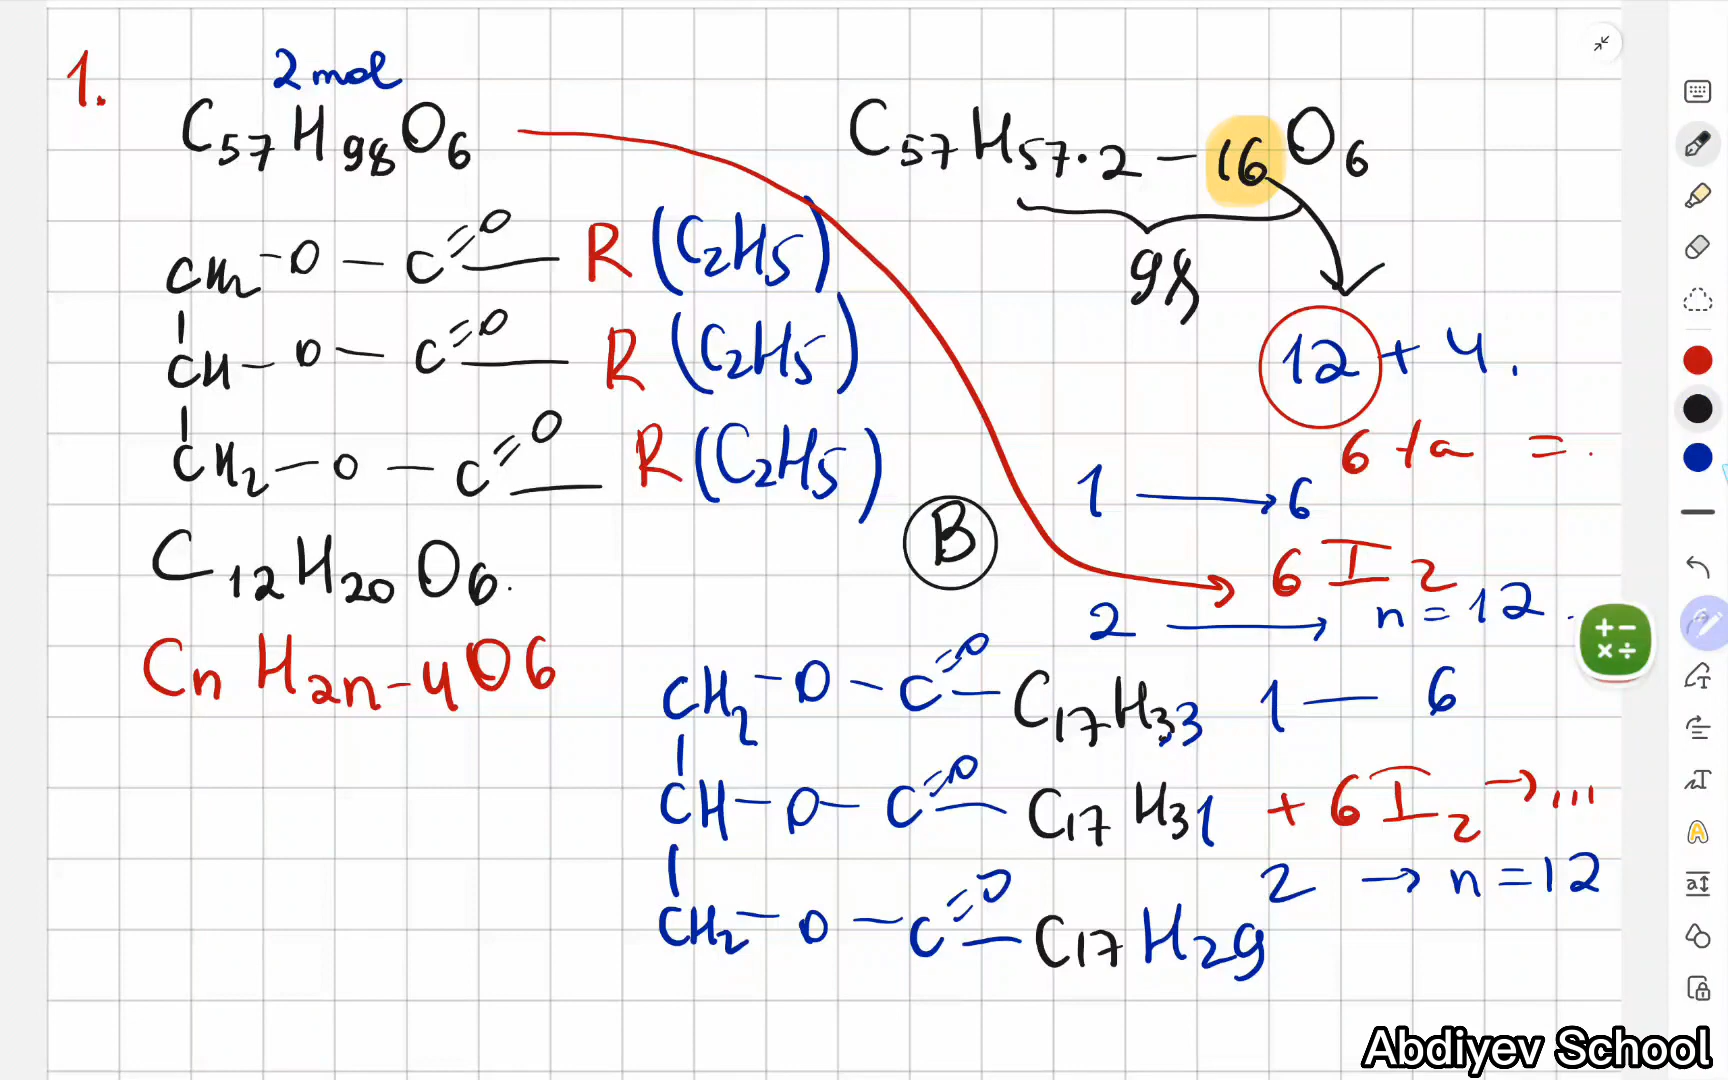 1.
2 mol
C57H98O6
C57H57·2 – 16O6
98
12 + 4.
6 ta =.
CH2 – O – C=O – R (C2H5)
CH – O – C=O – R (C2H5)
CH2 – O – C=O – R (C2H5)
C12H20O6.
CnH2n-4O6
B
1 → 6
6 I2
2 → n = 12.
CH2 – O – C=O – C17H33
CH – O – C=O – C17H31
CH2 – O – C=O – C17H29
1 — 6
+ 6 I2 → ...
2 → n = 12
Abdiyev School